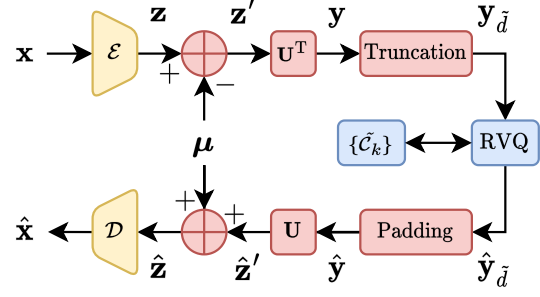 z z′ y y_d̃
x ℰ Uᵀ Truncation
+ −
{C̃_k} RVQ
μ
+ +
x̂ 𝒟 U Padding
ẑ ẑ′ ŷ ŷ_d̃